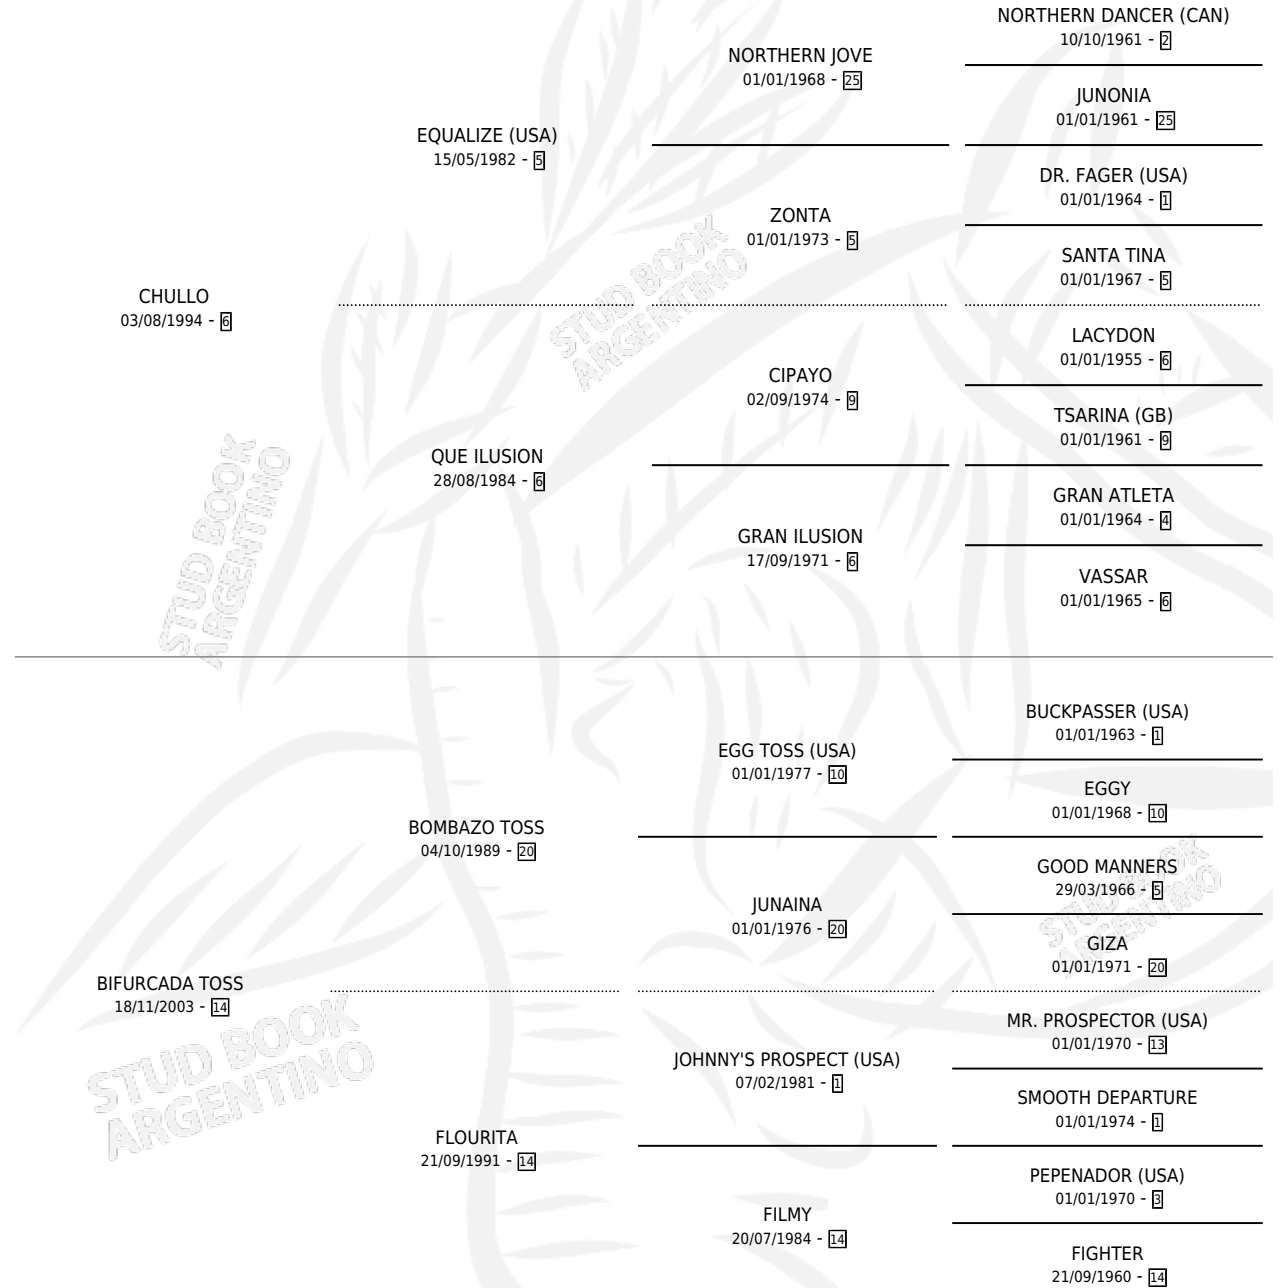 NORTHERN DANCER (CAN)
10/10/1961 - 2
NORTHERN JOVE
01/01/1968 - 25
JUNONIA
01/01/1961 - 25
EQUALIZE (USA)
15/05/1982 - 5
DR. FAGER (USA)
01/01/1964 - 1
ZONTA
01/01/1973 - 5
SANTA TINA
01/01/1967 - 5
CHULLO
03/08/1994 - 6
STUD BOOK
ARGENTINO
LACYDON
01/01/1955 - 6
CIPAYO
02/09/1974 - 9
TSARINA (GB)
01/01/1961 - 9
QUE ILUSION
28/08/1984 - 6
GRAN ATLETA
01/01/1964 - 4
GRAN ILUSION
17/09/1971 - 6
VASSAR
01/01/1965 - 6
STUD BOOK
ARGENTINO
BUCKPASSER (USA)
01/01/1963 - 1
EGG TOSS (USA)
01/01/1977 - 10
EGGY
01/01/1968 - 10
BOMBAZO TOSS
04/10/1989 - 20
GOOD MANNERS
29/03/1966 - 5
JUNAINA
01/01/1976 - 20
GIZA
01/01/1971 - 20
STUD BOOK
ARGENTINO
BIFURCADA TOSS
18/11/2003 - 14
STUD BOOK
ARGENTINO
MR. PROSPECTOR (USA)
01/01/1970 - 13
JOHNNY'S PROSPECT (USA)
07/02/1981 - 1
SMOOTH DEPARTURE
01/01/1974 - 1
FLOURITA
21/09/1991 - 14
PEPENADOR (USA)
01/01/1970 - 3
FILMY
20/07/1984 - 14
FIGHTER
21/09/1960 - 14